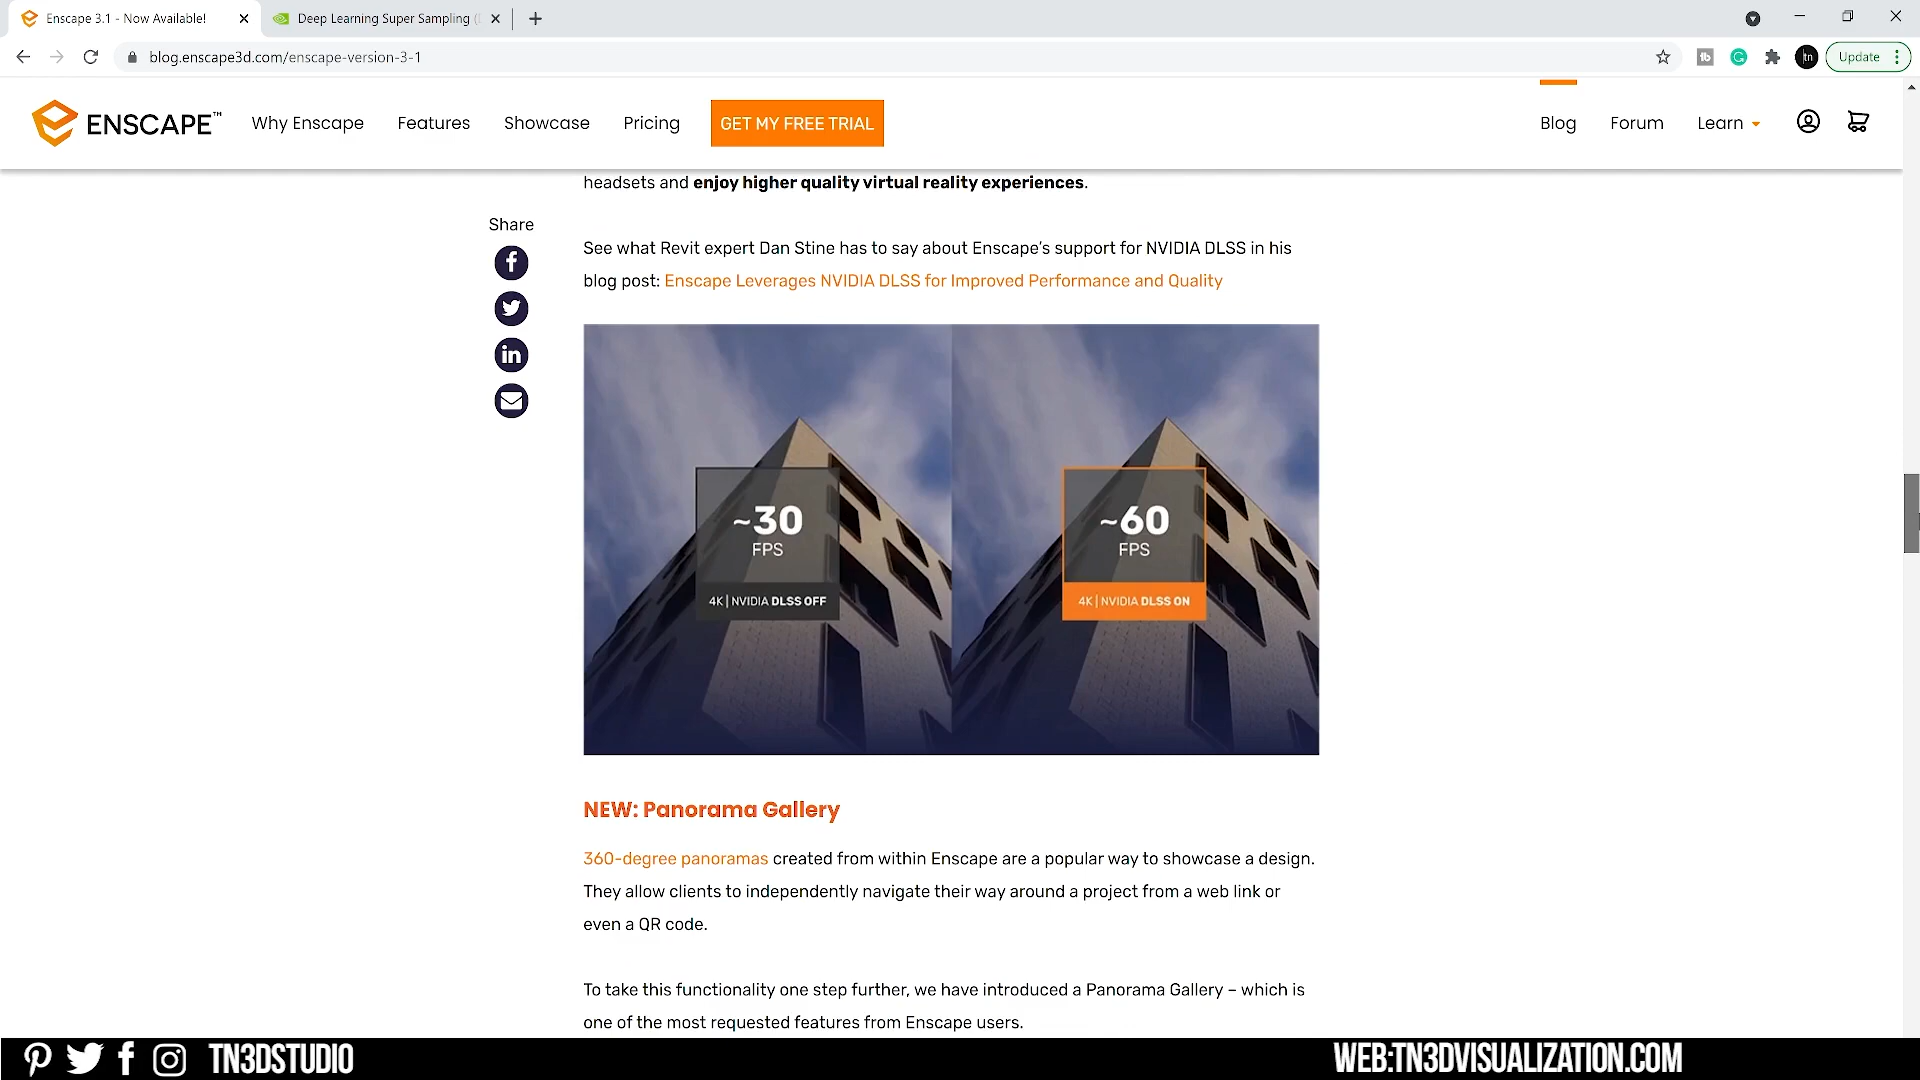 Enscape 3.1 - Now Available!
Deep Learning Super Sampling (
blog.enscape3d.com/enscape-version-3-1
tb
tn
Update
ENSCAPE™
Why Enscape
Features
Showcase
Pricing
GET MY FREE TRIAL
Blog
Forum
Learn
headsets and enjoy higher quality virtual reality experiences.
Share
See what Revit expert Dan Stine has to say about Enscape's support for NVIDIA DLSS in his
blog post: Enscape Leverages NVIDIA DLSS for Improved Performance and Quality
~30
FPS
4K | NVIDIA DLSS OFF
~60
FPS
4K | NVIDIA DLSS ON
NEW: Panorama Gallery
360-degree panoramas created from within Enscape are a popular way to showcase a design.
They allow clients to independently navigate their way around a project from a web link or
even a QR code.
To take this functionality one step further, we have introduced a Panorama Gallery – which is
one of the most requested features from Enscape users.
TN3DSTUDIO
WEB:TN3DVISUALIZATION.COM